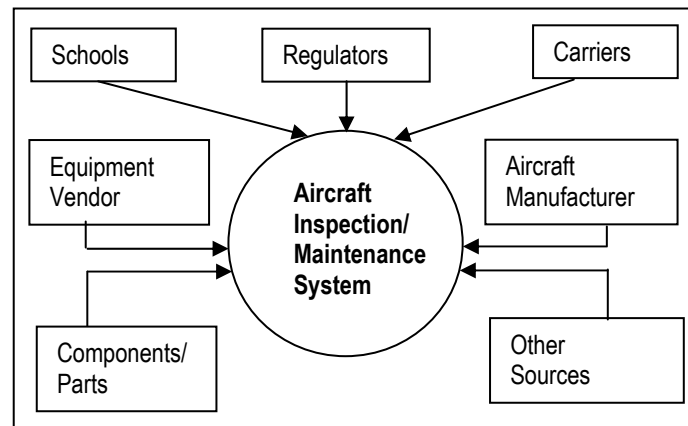 Schools
Regulators
Carriers
Equipment
Vendor
Aircraft
Inspection/
Maintenance
System
Aircraft
Manufacturer
Components/
Parts
Other
Sources